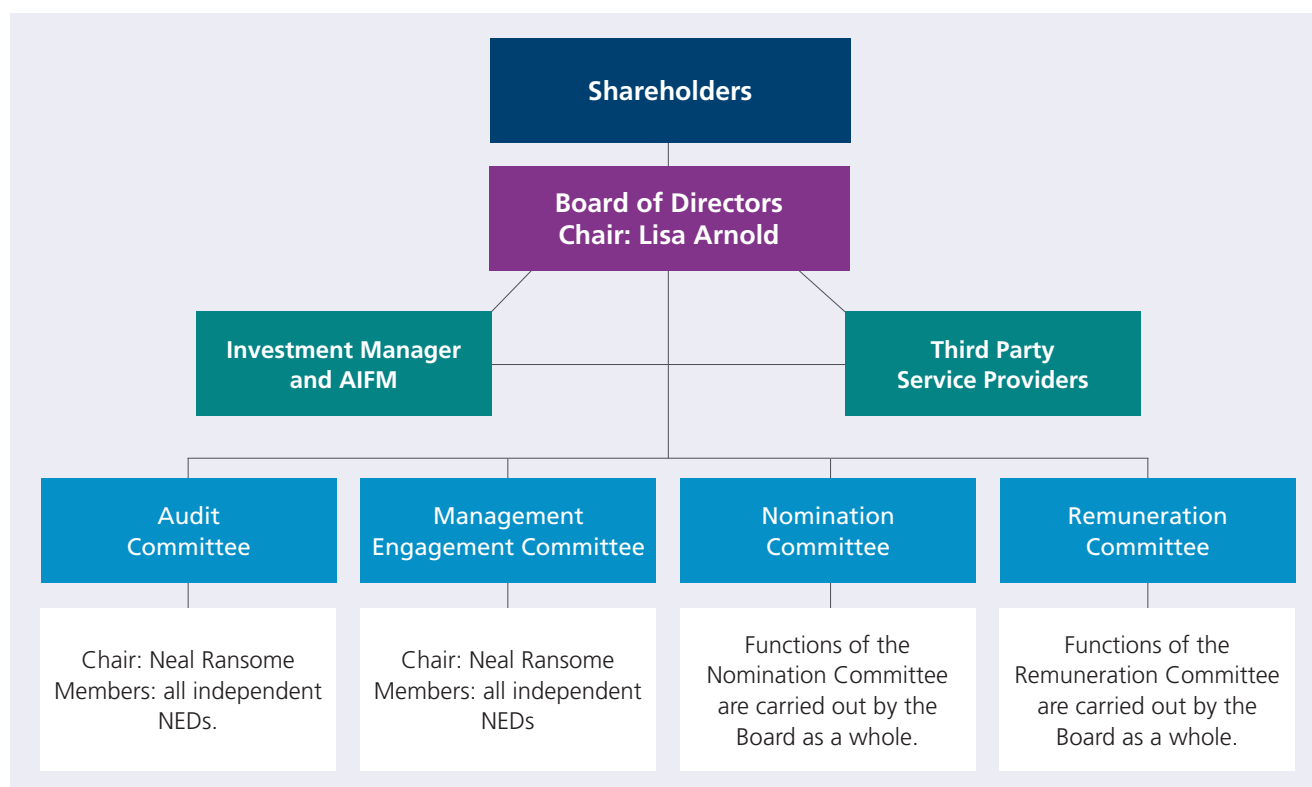 Shareholders
Board of Directors
Chair: Lisa Arnold
Investment Manager
and AIFM
Third Party
Service Providers
Audit
Committee
Management
Engagement Committee
Nomination
Committee
Remuneration
Committee
Chair: Neal Ransome
Members: all independent
NEDs.
Chair: Neal Ransome
Members: all independent
NEDs
Functions of the
Nomination Committee
are carried out by the
Board as a whole.
Functions of the
Remuneration Committee
are carried out by the
Board as a whole.